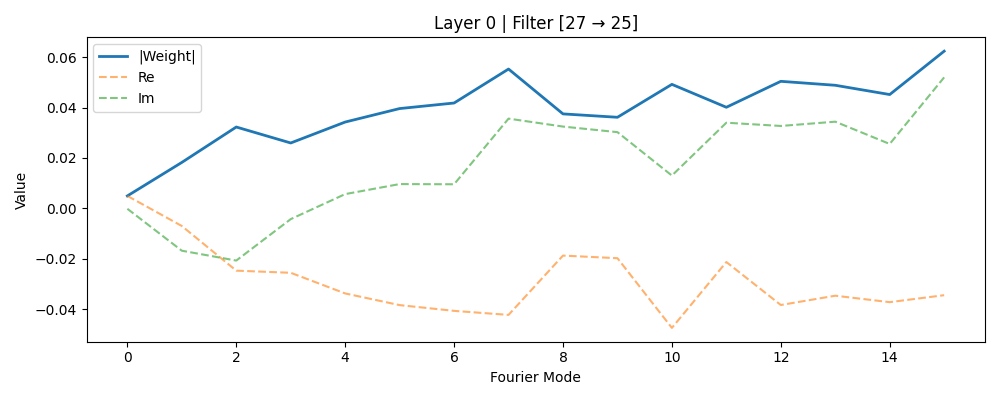 Layer 0 | Filter [27 → 25]
|Weight|
Re
Im
Value
0.06
0.04
0.02
0.00
−0.02
−0.04
0 2 4 6 8 10 12 14
Fourier Mode